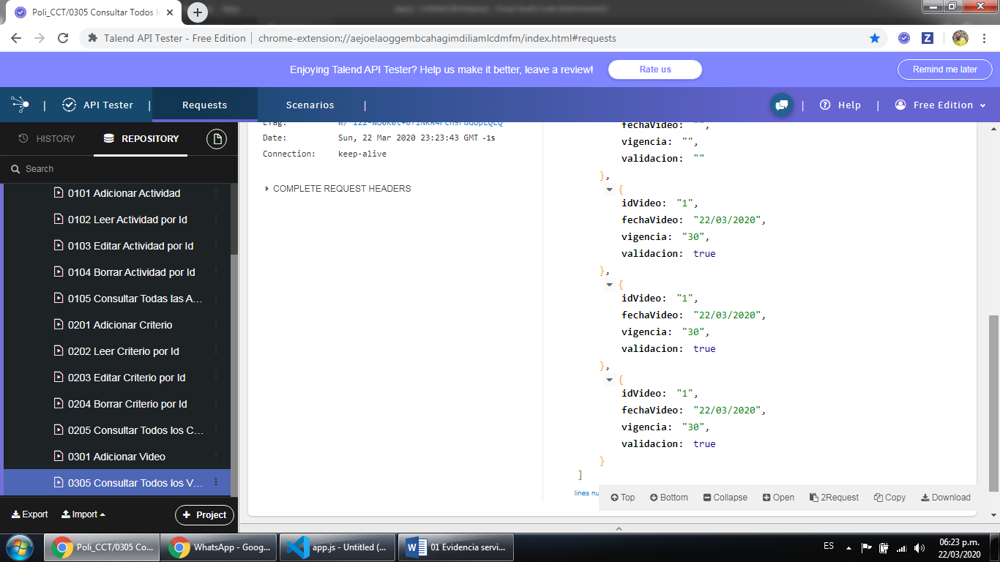 Poli_CCT/0305 Consultar Todos l
Talend API Tester - Free Edition | chrome-extension://aejoelaoggembcahagimdiliamlcdmfm/index.html#requests
Enjoying Talend API Tester? Help us make it better, leave a review!
Rate us
Remind me later
API Tester
Requests
Scenarios
Help
Free Edition
HISTORY
REPOSITORY
Search
0101 Adicionar Actividad
0102 Leer Actividad por Id
0103 Editar Actividad por Id
0104 Borrar Actividad por Id
0105 Consultar Todas las A...
0201 Adicionar Criterio
0202 Leer Criterio por Id
0203 Editar Criterio por Id
0204 Borrar Criterio por Id
0205 Consultar Todos los C...
0301 Adicionar Video
0305 Consultar Todos los V...
Export
Import
+ Project
Etag:
Date: Sun, 22 Mar 2020 23:23:43 GMT -1s
Connection: keep-alive
COMPLETE REQUEST HEADERS
fechaVideo: "",
vigencia: "",
validacion: ""
},
{
idVideo: "1",
fechaVideo: "22/03/2020",
vigencia: "30",
validacion: true
},
{
idVideo: "1",
fechaVideo: "22/03/2020",
vigencia: "30",
validacion: true
},
{
idVideo: "1",
fechaVideo: "22/03/2020",
vigencia: "30",
validacion: true
}
]
lines nu
Top
Bottom
Collapse
Open
2Request
Copy
Download
Poli_CCT/0305 Co...
WhatsApp - Goog...
app.js - Untitled (...
01 Evidencia servi...
ES
06:23 p.m.
22/03/2020